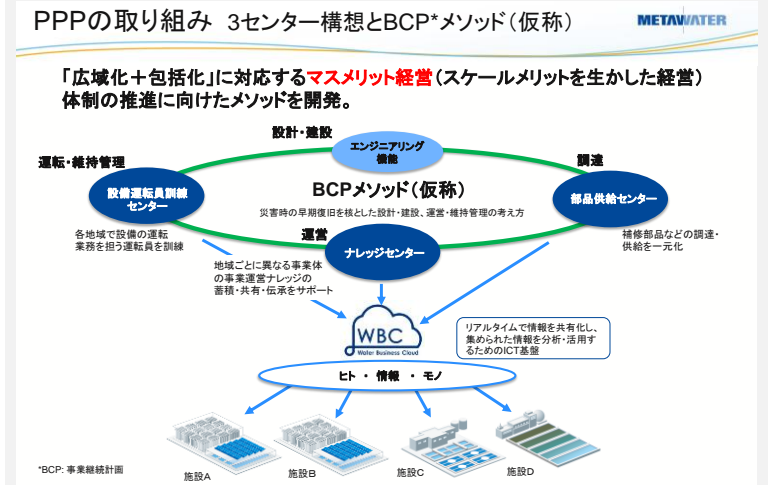 PPPの取り組み 3センター構想とBCP*メソッド（仮称）
METAWATER
「広域化＋包括化」に対応するマスメリット経営（スケールメリットを生かした経営）
体制の推進に向けたメソッドを開発。
設計・建設
エンジニアリング
機能
運転・維持管理
調達
設備運転員訓練
センター
BCPメソッド（仮称）
災害時の早期復旧を核とした設計・建設、運営・維持管理の考え方
部品供給センター
各地域で設備の運転
業務を担う運転員を訓練
運営
ナレッジセンター
補修部品などの調達・
供給を一元化
地域ごとに異なる事業体
の事業運営ナレッジの
蓄積・共有・伝承をサポート
WBC
Water Business Cloud
リアルタイムで情報を共有化し、
集められた情報を分析・活用す
るためのICT基盤
ヒト ・ 情報 ・ モノ
施設A
施設B
施設C
施設D
*BCP: 事業継続計画